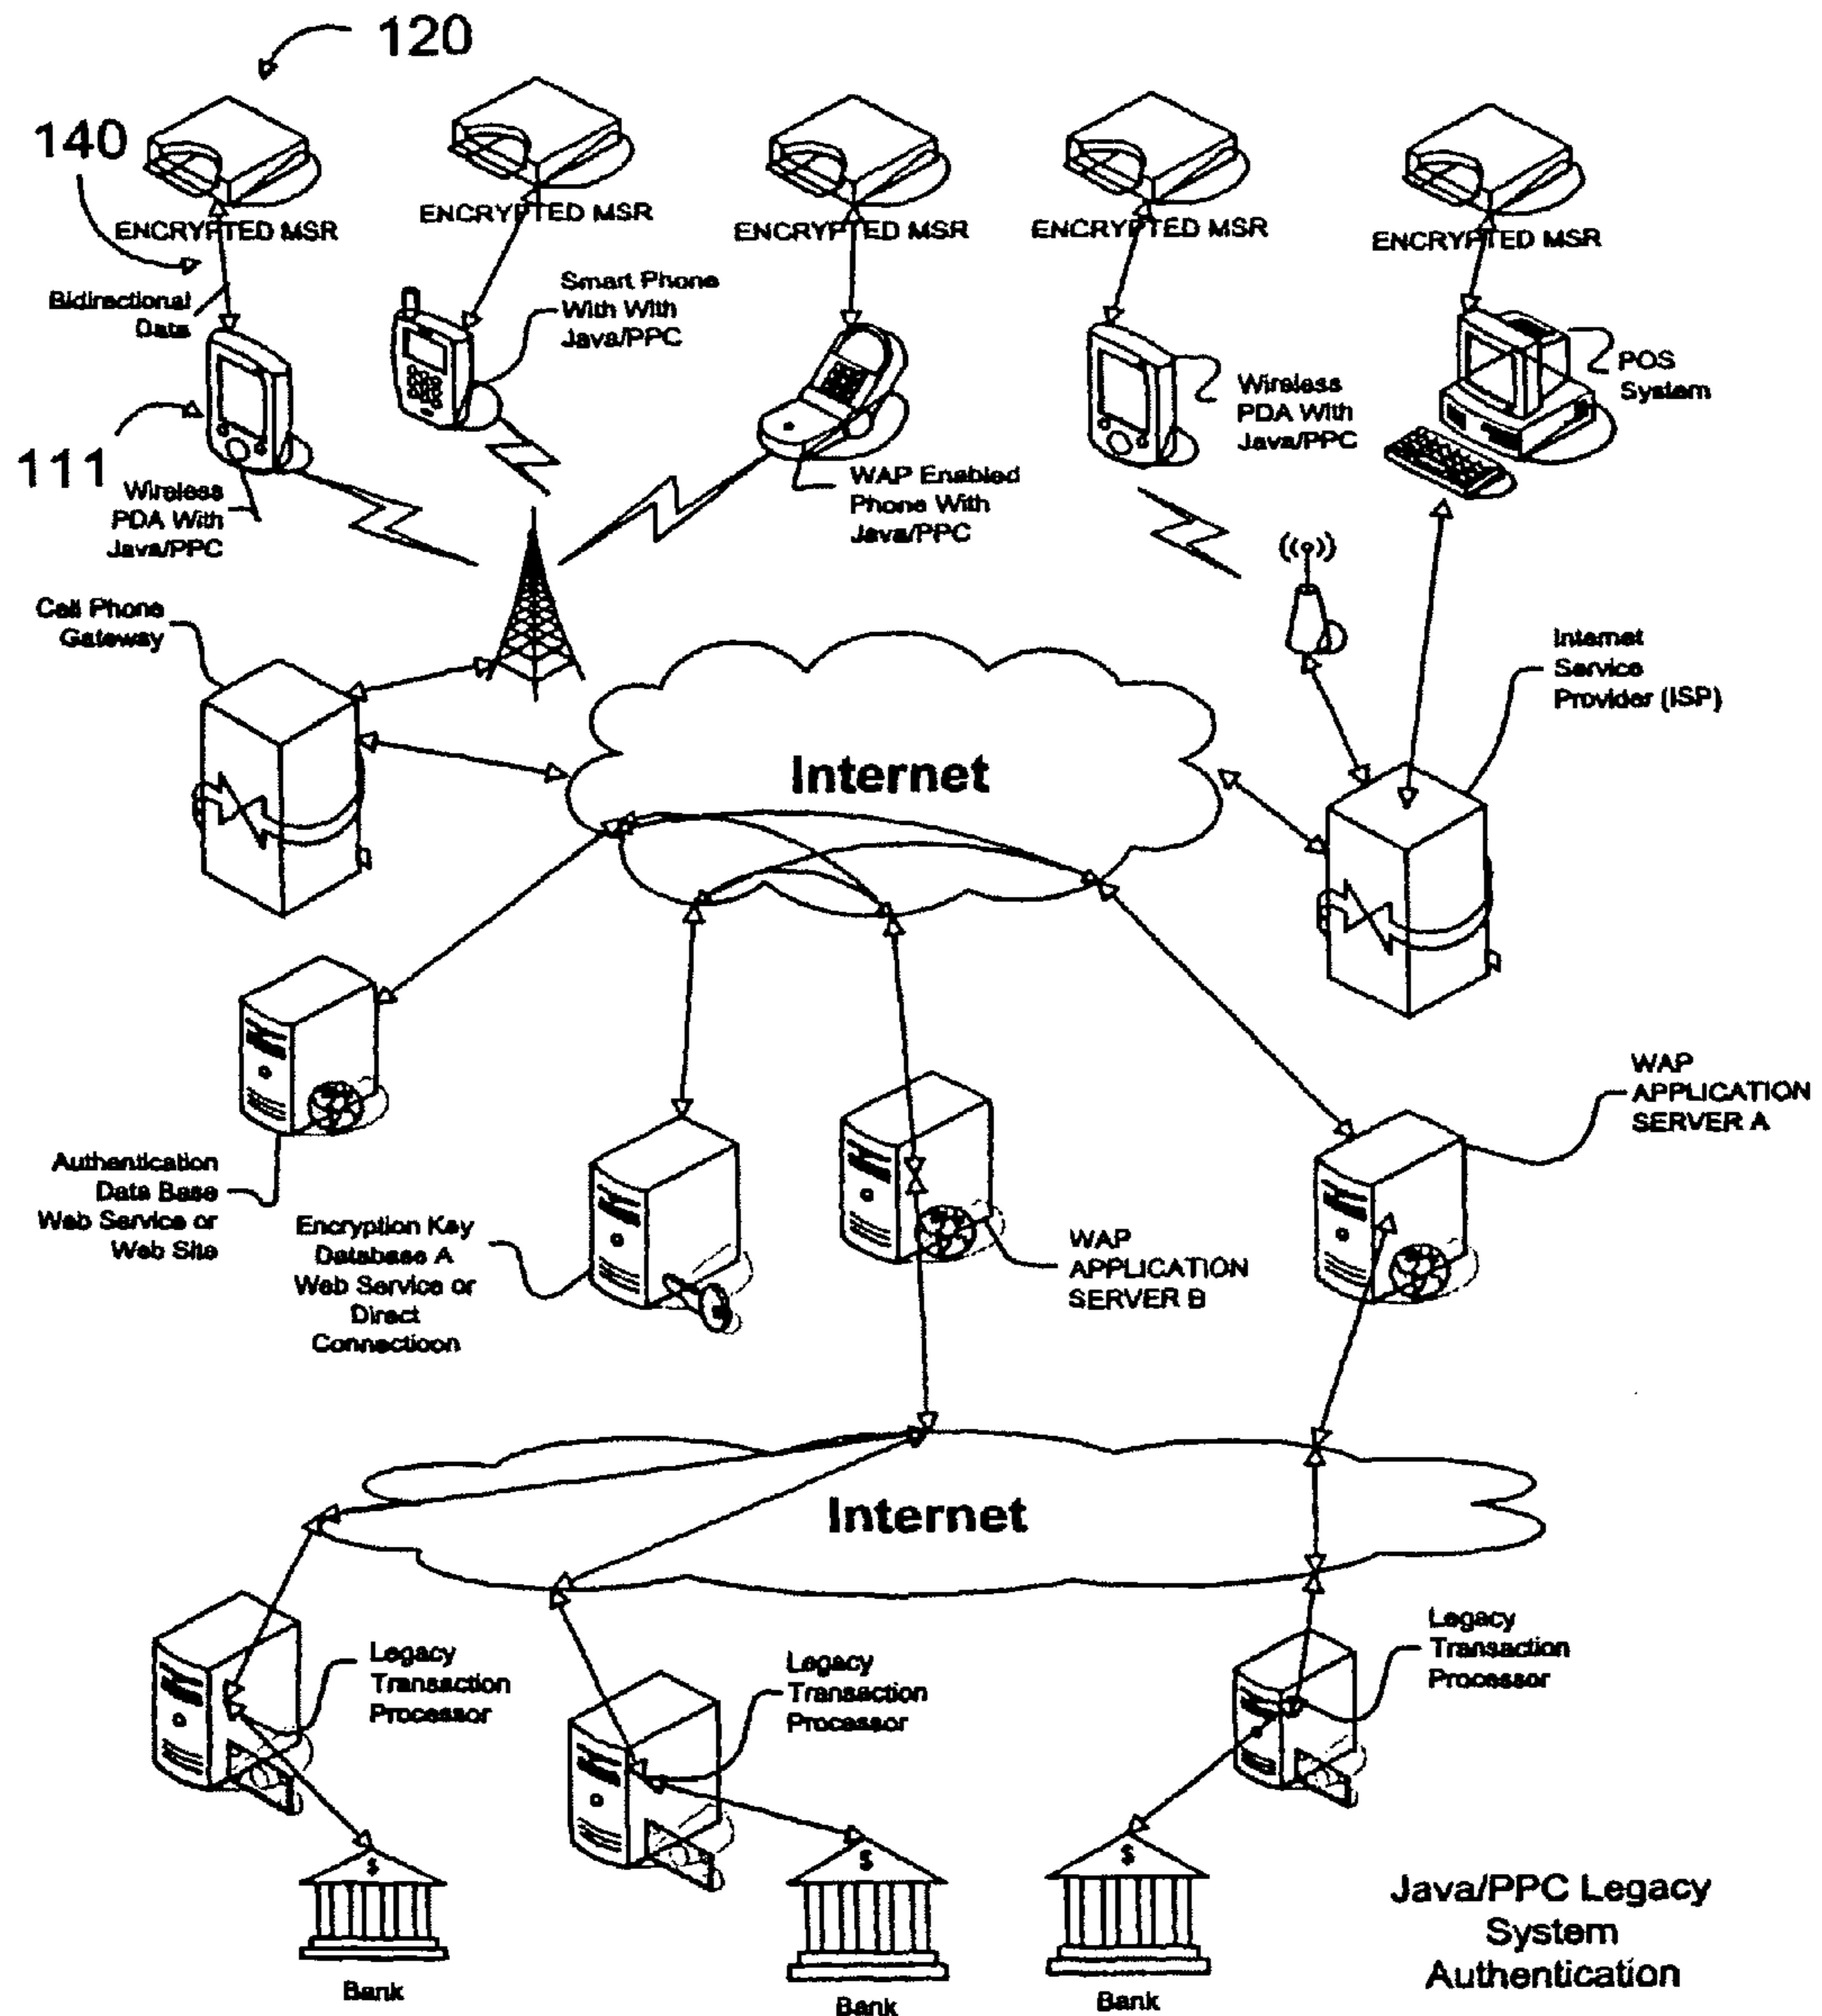 120
140
ENCRYPTED MSR
ENCRYPTED MSR
ENCRYPTED MSR
ENCRYPTED MSR
ENCRYPTED MSR
Bidirectional
Data
Smart Phone
With With
Java/PPC
POS
System
Wireless
PDA With
Java/PPC
111
Wireless
PDA With
Java/PPC
WAP Enabled
Phone With
Java/PPC
Cell Phone
Gateway
Internet
Service
Provider (ISP)
Internet
WAP
APPLICATION
SERVER A
Authentication
Data Base
Web Service or
Web Site
Encryption Key
Database A
Web Service or
Direct
Connectioon
WAP
APPLICATION
SERVER B
Internet
Legacy
Transaction
Processor
Legacy
Transaction
Processor
Legacy
Transaction
Processor
$
$
$
Bank
Bank
Bank
Java/PPC Legacy
System
Authentication